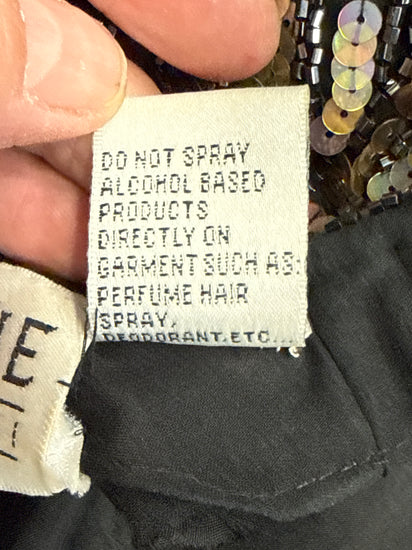 DO NOT SPRAY
ALCOHOL BASED
PRODUCTS
DIRECTLY ON
GARMENT SUCH AS:
PERFUME HAIR
SPRAY,
DEODORANT.ETC....